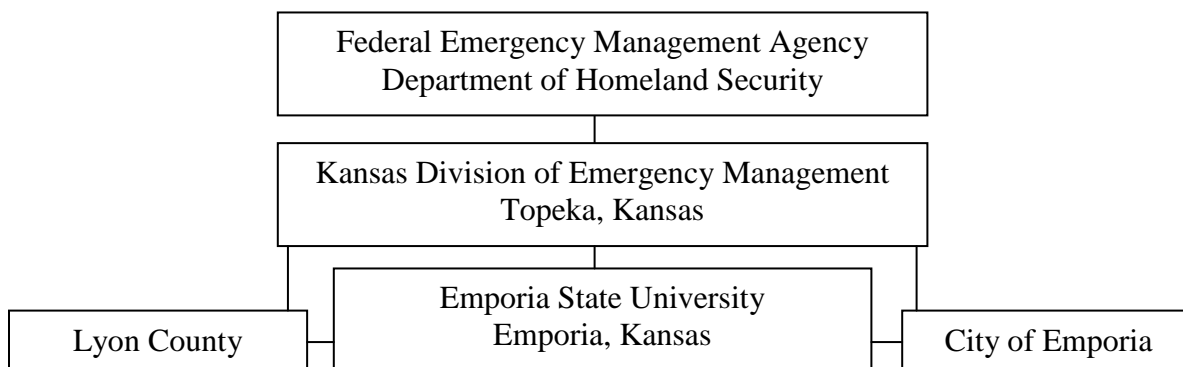 Federal Emergency Management Agency
Department of Homeland Security
Kansas Division of Emergency Management
Topeka, Kansas
Emporia State University
Emporia, Kansas
Lyon County
City of Emporia